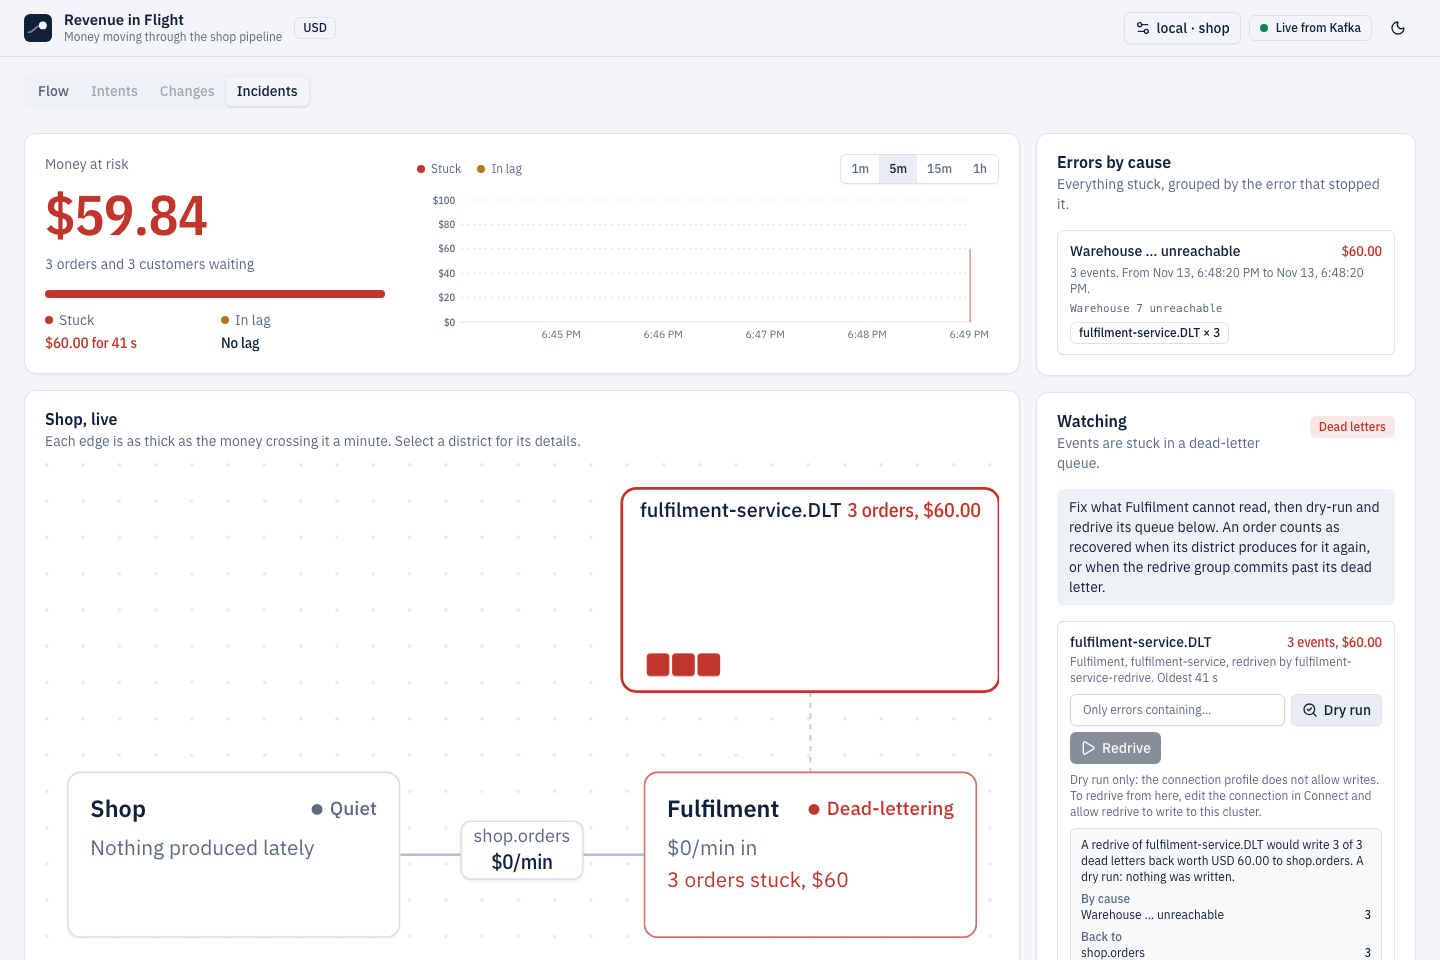 Revenue in Flight
Money moving through the shop pipeline
USD
local · shop
Live from Kafka
Flow
Intents
Changes
Incidents
Money at risk
$59.84
3 orders and 3 customers waiting
Stuck
$60.00 for 41 s
In lag
No lag
Stuck
In lag
1m
5m
15m
1h
$100
$80
$60
$40
$20
$0
6:45 PM
6:46 PM
6:47 PM
6:48 PM
6:49 PM
Errors by cause
Everything stuck, grouped by the error that stopped
it.
Warehouse ... unreachable
$60.00
3 events. From Nov 13, 6:48:20 PM to Nov 13, 6:48:20
PM.
Warehouse 7 unreachable
fulfilment-service.DLT × 3
Shop, live
Each edge is as thick as the money crossing it a minute. Select a district for its details.
fulfilment-service.DLT
3 orders, $60.00
Shop
Quiet
Nothing produced lately
shop.orders
$0/min
Fulfilment
Dead-lettering
$0/min in
3 orders stuck, $60
Watching
Dead letters
Events are stuck in a dead-letter
queue.
Fix what Fulfilment cannot read, then dry-run and
redrive its queue below. An order counts as
recovered when its district produces for it again,
or when the redrive group commits past its dead
letter.
fulfilment-service.DLT
3 events, $60.00
Fulfilment, fulfilment-service, redriven by fulfilment-
service-redrive. Oldest 41 s
Only errors containing...
Dry run
Redrive
Dry run only: the connection profile does not allow writes.
To redrive from here, edit the connection in Connect and
allow redrive to write to this cluster.
A redrive of fulfilment-service.DLT would write 3 of 3
dead letters back worth USD 60.00 to shop.orders. A
dry run: nothing was written.
By cause
Warehouse ... unreachable
3
Back to
shop.orders
3